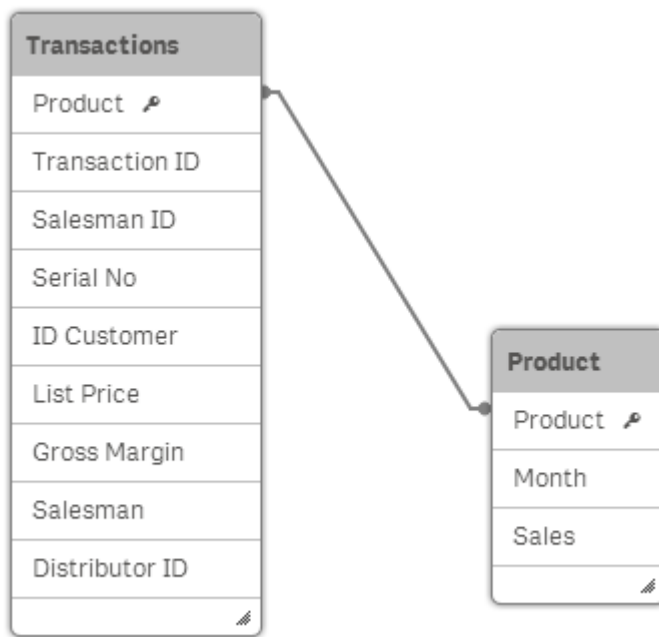 Transactions
Product
Transaction ID
Salesman ID
Serial No
ID Customer
List Price
Gross Margin
Salesman
Distributor ID
Product
Product
Month
Sales